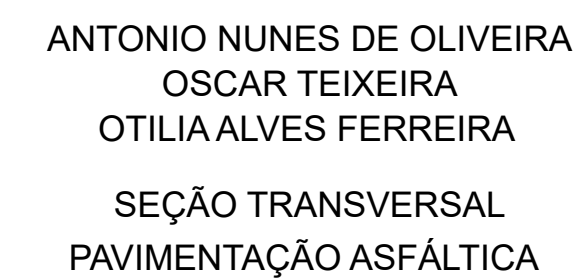 ANTONIO NUNES DE OLIVEIRA
OSCAR TEIXEIRA
OTILIA ALVES FERREIRA
SEÇÃO TRANSVERSAL
PAVIMENTAÇÃO ASFÁLTICA